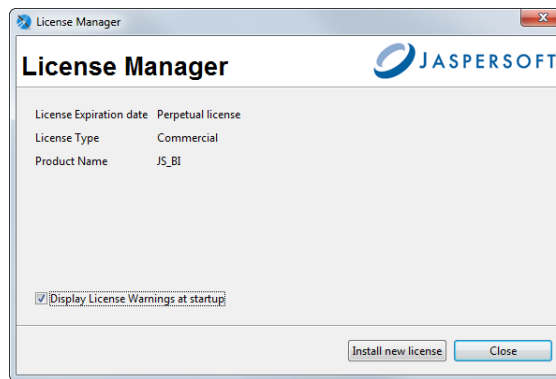 License Manager
License Manager
JASPERSOFT
License Expiration date Perpetual license
License Type Commercial
Product Name JS_BI
Display License Warnings at startup
Install new license Close